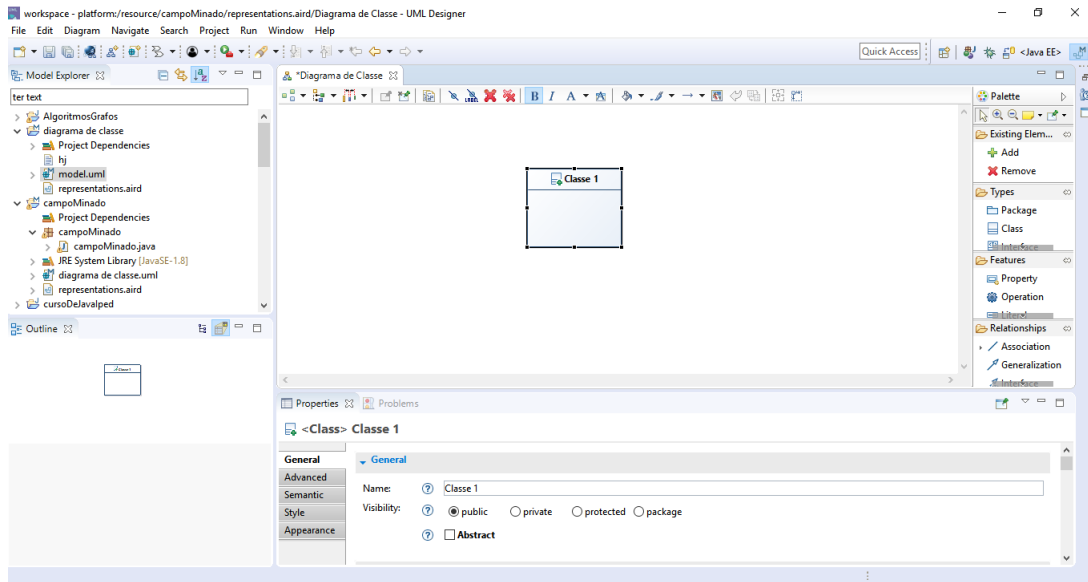 workspace - platform:/resource/campoMinado/representations.aird/Diagrama de Classe - UML Designer
File Edit Diagram Navigate Search Project Run Window Help
Quick Access
<Java EE>
Model Explorer
ter text
AlgoritmosGrafos
diagrama de classe
Project Dependencies
hj
model.uml
representations.aird
campoMinado
Project Dependencies
campoMinado
campoMinado.java
JRE System Library [JavaSE-1.8]
diagrama de classe.uml
representations.aird
cursoDeJavaIped
Outline
Classe 1
*Diagrama de Classe
B I A
Classe 1
Palette
Existing Elem...
Add
Remove
Types
Package
Class
Interface
Features
Property
Operation
Literal
Relationships
Association
Generalization
Interface
Properties Problems
<Class> Classe 1
General
Advanced
Semantic
Style
Appearance
General
Name: Classe 1
Visibility: public private protected package
Abstract